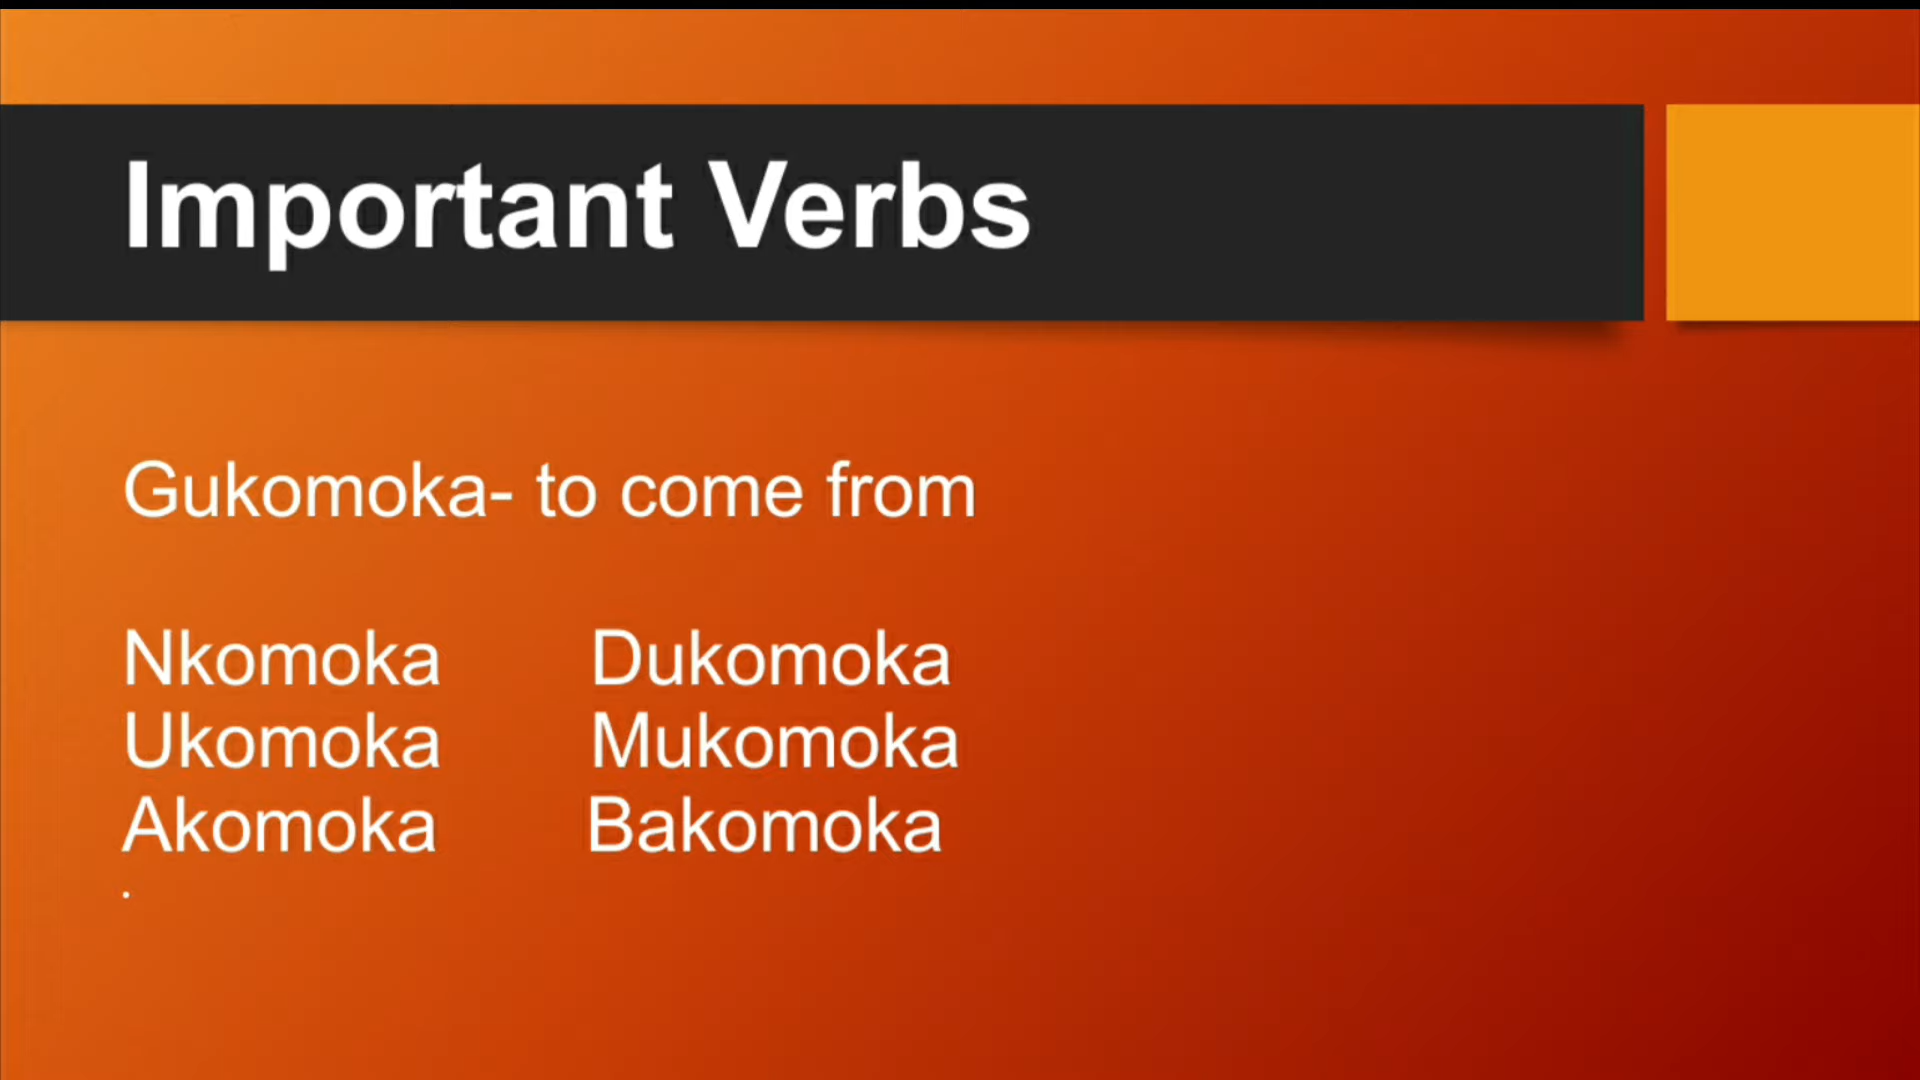 Important Verbs
Gukomoka- to come from
Nkomoka Dukomoka
Ukomoka Mukomoka
Akomoka Bakomoka
.